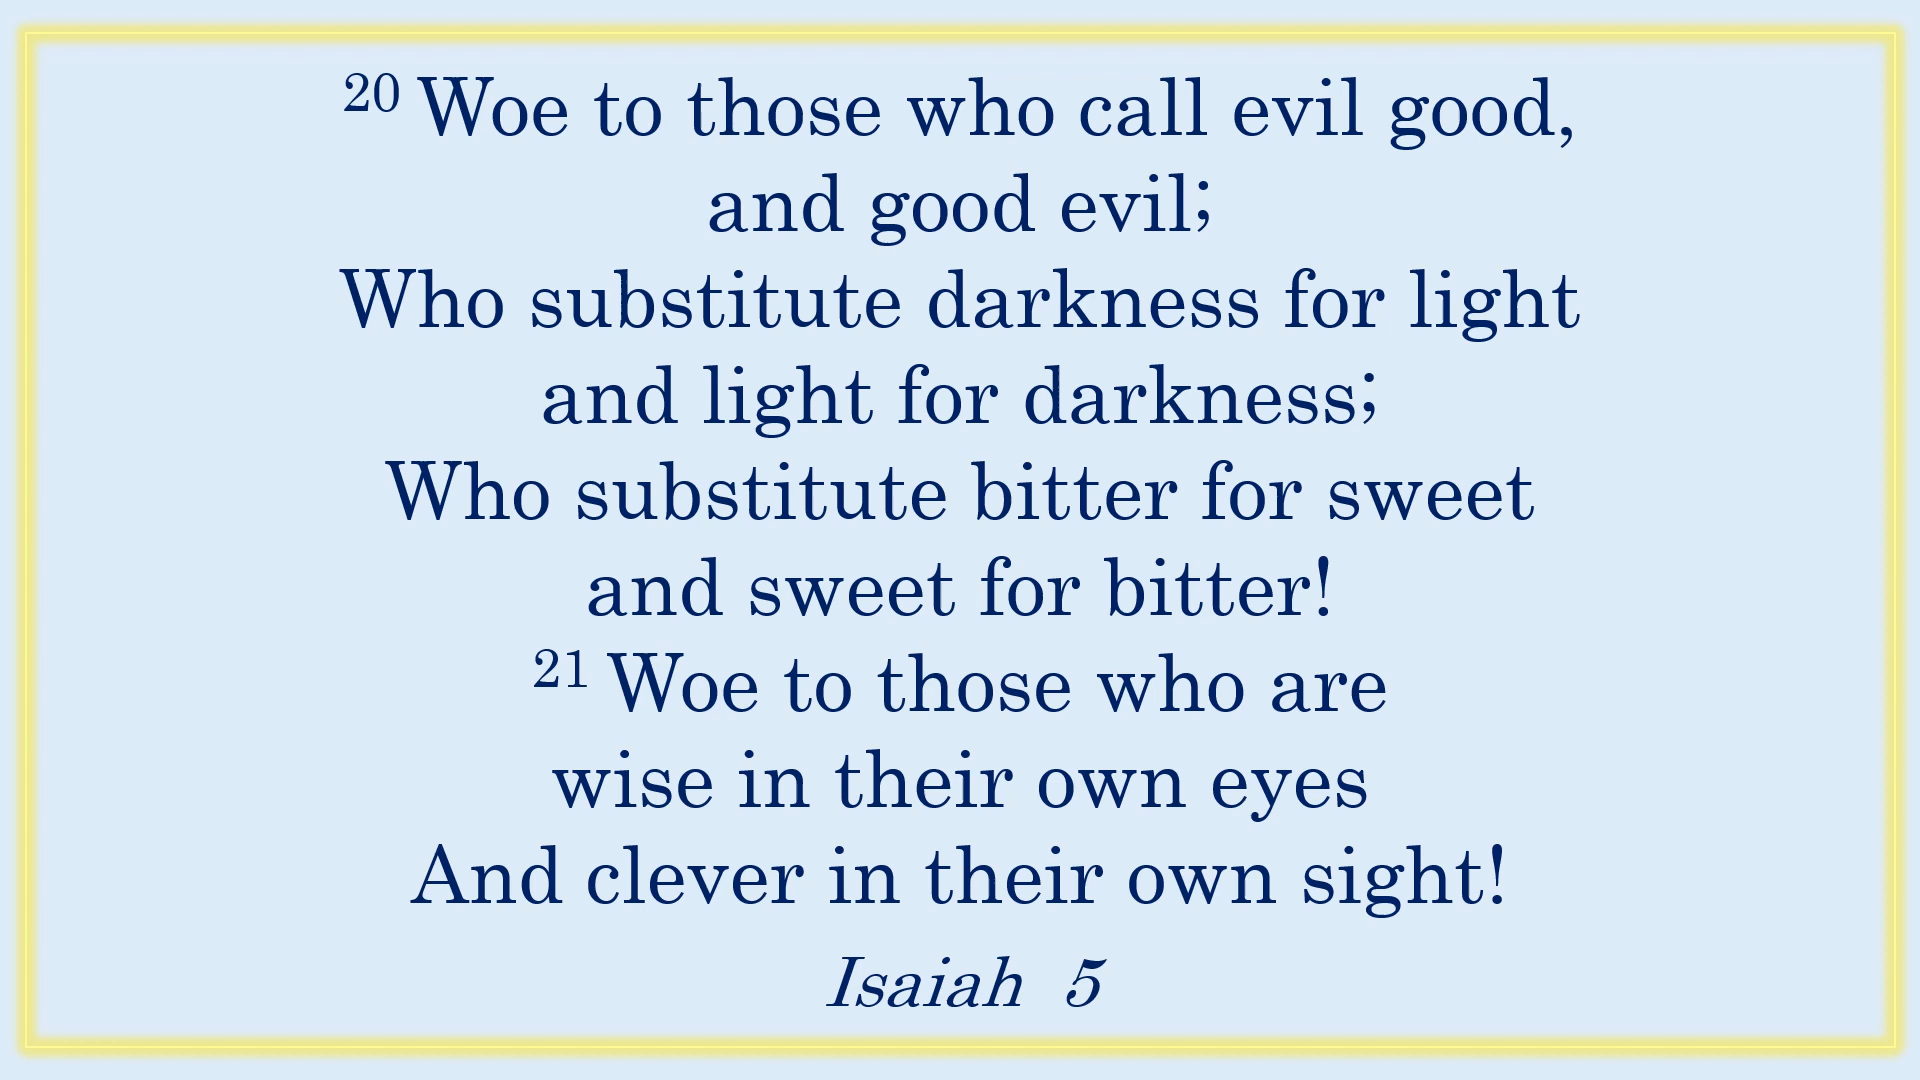 20 Woe to those who call evil good,
and good evil;
Who substitute darkness for light
and light for darkness;
Who substitute bitter for sweet
and sweet for bitter!
21 Woe to those who are
wise in their own eyes
And clever in their own sight!
Isaiah 5